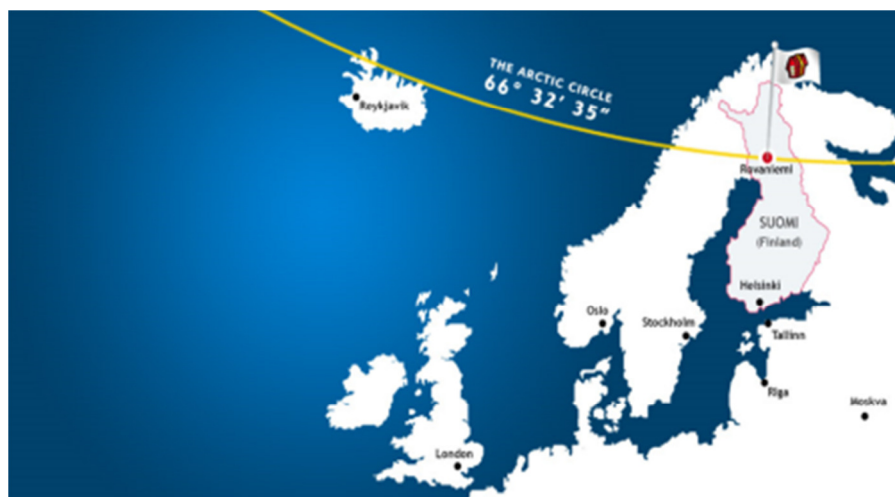 THE ARCTIC CIRCLE
66° 32' 35"
Reykjavik
Rovaniemi
SUOMI
(Finland)
Helsinki
Oslo
Stockholm
Tallinn
Riga
Moskva
London